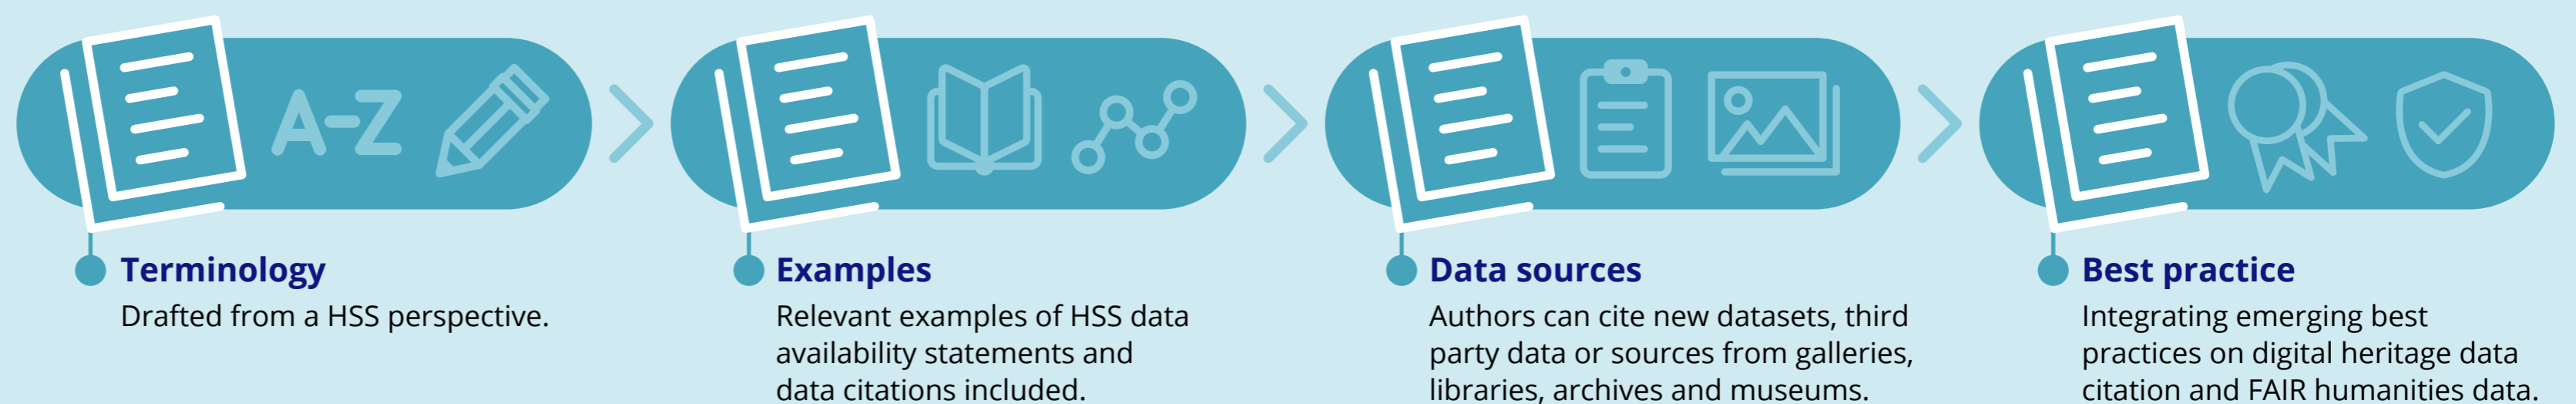 A-Z
Terminology
Drafted from a HSS perspective.
Examples
Relevant examples of HSS data
availability statements and
data citations included.
Data sources
Authors can cite new datasets, third
party data or sources from galleries,
libraries, archives and museums.
Best practice
Integrating emerging best
practices on digital heritage data
citation and FAIR humanities data.